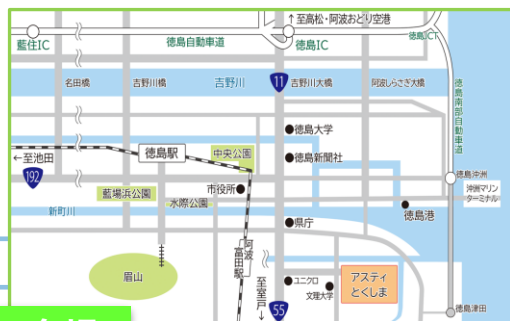 ↑至高松・阿波おどり空港
徳島ICT
藍住IC
徳島自動車道
徳島IC
名田橋
吉野川橋
吉野川
11
吉野川大橋
阿波しらさぎ大橋
徳島南部自動車道
徳島大学
徳島駅
中央公園
徳島新聞社
←至池田
192
徳島沖洲
沖洲マリン
ターミナル
藍場浜公園
市役所
水際公園
新町川
徳島港
県庁
阿波
富田駅
眉山
至室戸↓
ユニクロ
文理大学
アスティ
とくしま
55
徳島津田